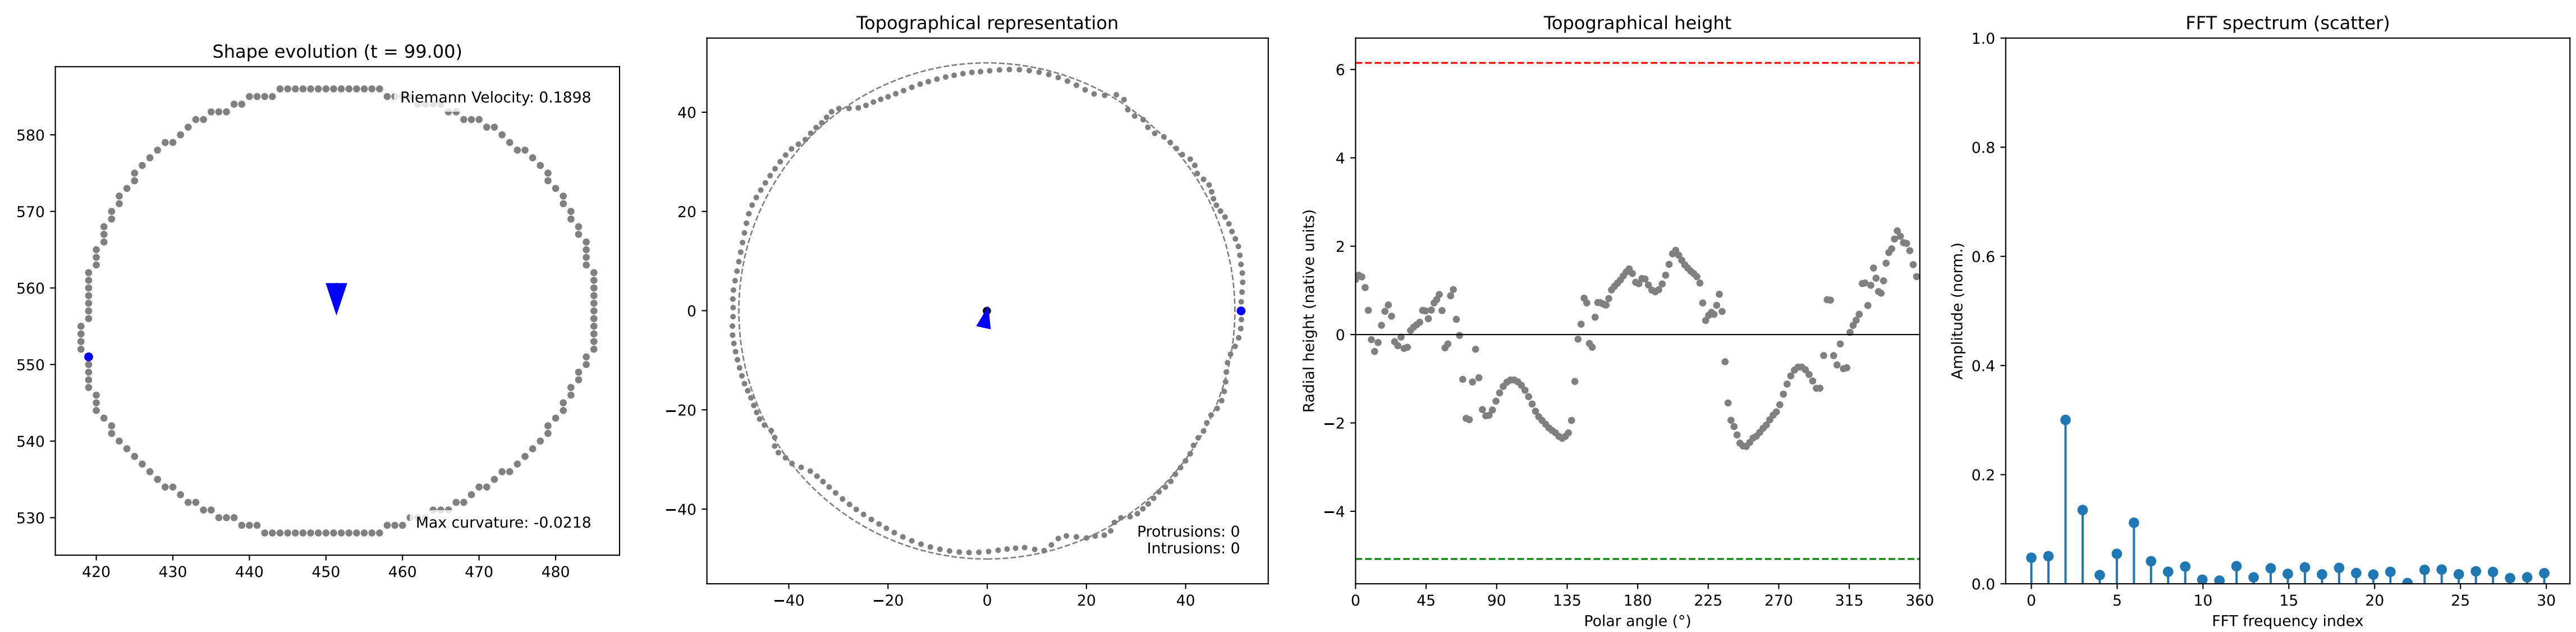 Shape evolution (t = 99.00)
Riemann Velocity: 0.1898
Max curvature: -0.0218
580
570
560
550
540
530
420 430 440 450 460 470 480
Topographical representation
40
20
0
−20
−40
−40 −20 0 20 40
Protrusions: 0
Intrusions: 0
Topographical height
Radial height (native units)
6
4
2
0
−2
−4
0 45 90 135 180 225 270 315 360
Polar angle (°)
FFT spectrum (scatter)
Amplitude (norm.)
1.0
0.8
0.6
0.4
0.2
0.0
0 5 10 15 20 25 30
FFT frequency index